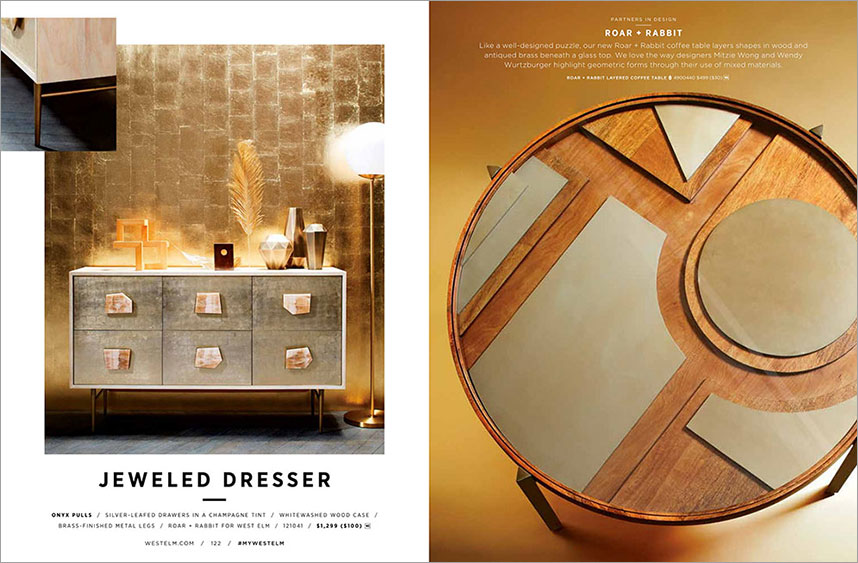 JEWELED DRESSER
ONYX PULLS / SILVER-LEAFED DRAWERS IN A CHAMPAGNE TINT / WHITEWASHED WOOD CASE /
BRASS-FINISHED METAL LEGS / ROAR + RABBIT FOR WEST ELM / 121041 / $1,299 ($100)
WESTELM.COM / 122 / #MYWESTELM
PARTNERS IN DESIGN
ROAR + RABBIT
Like a well-designed puzzle, our new Roar + Rabbit coffee table layers shapes in wood and
antiqued brass beneath a glass top. We love the way designers Mitzie Wong and Wendy
Wurtzburger highlight geometric forms through their use of mixed materials.
ROAR + RABBIT LAYERED COFFEE TABLE 4900440 $499 ($30)